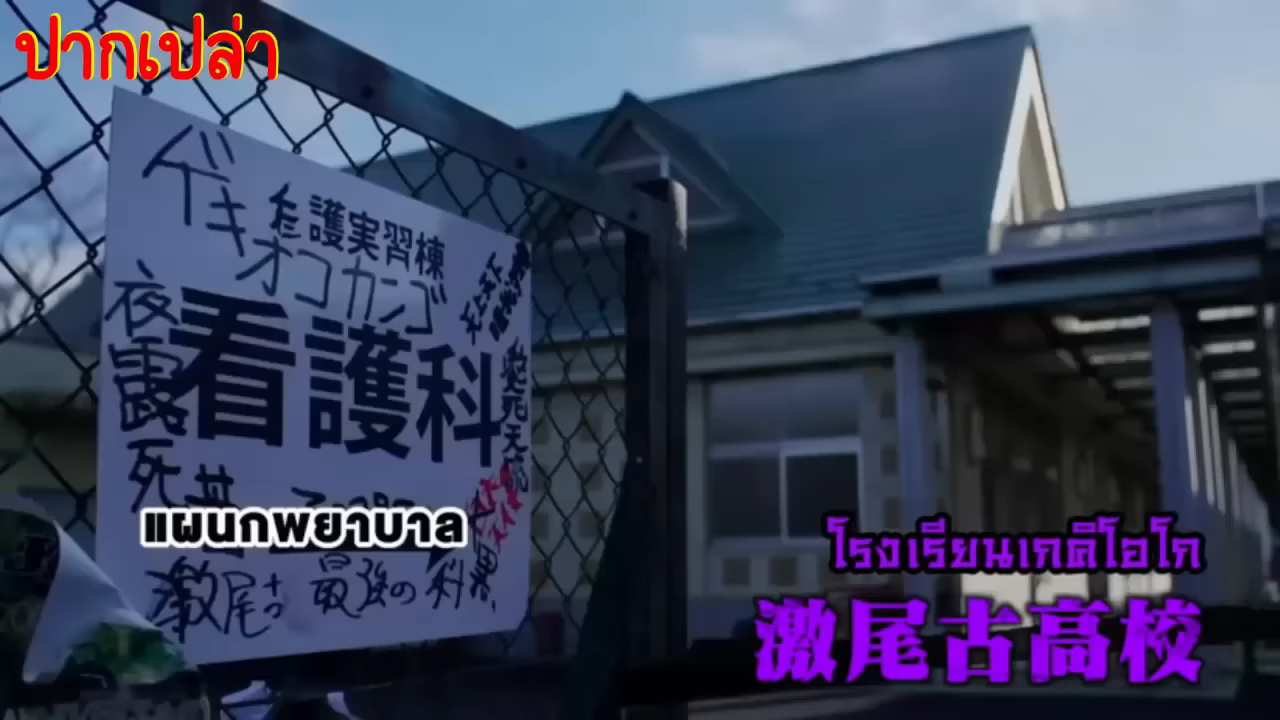 ปากเปล่า
ゲキオコカンゴ
護実習棟
看護科
夜露死
แผนกพยาบาล
激尾古 最強の科
โรงเรียนเกคิโอโก
激尾古高校